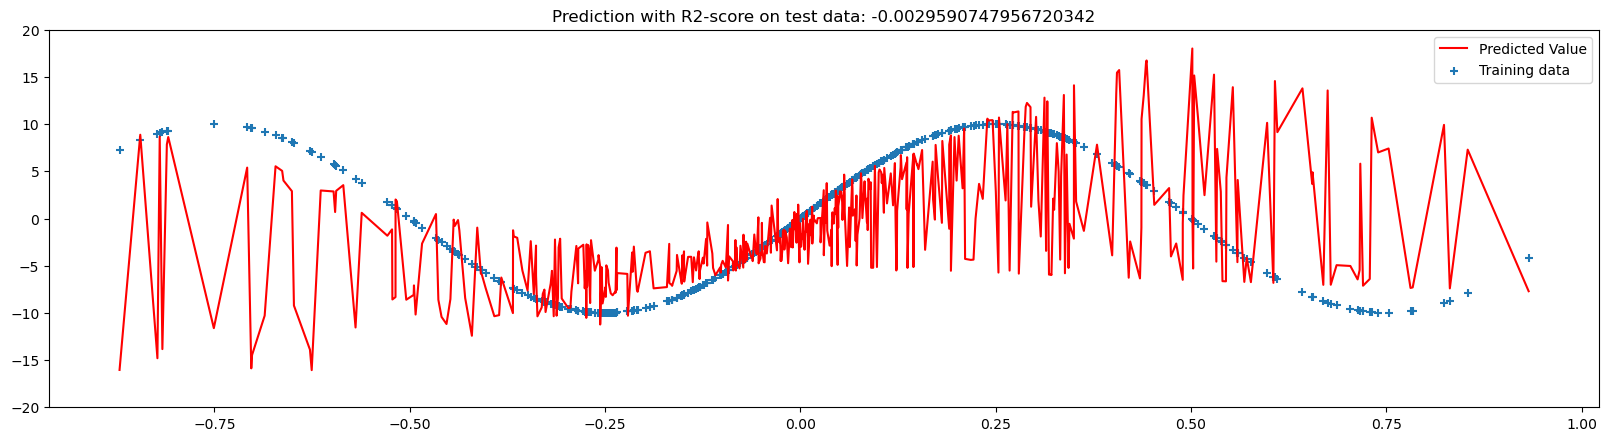 Prediction with R2-score on test data: -0.0029590747956720342
20
15
10
5
0
−5
−10
−15
−20
Predicted Value
Training data
−0.75 −0.50 −0.25 0.00 0.25 0.50 0.75 1.00